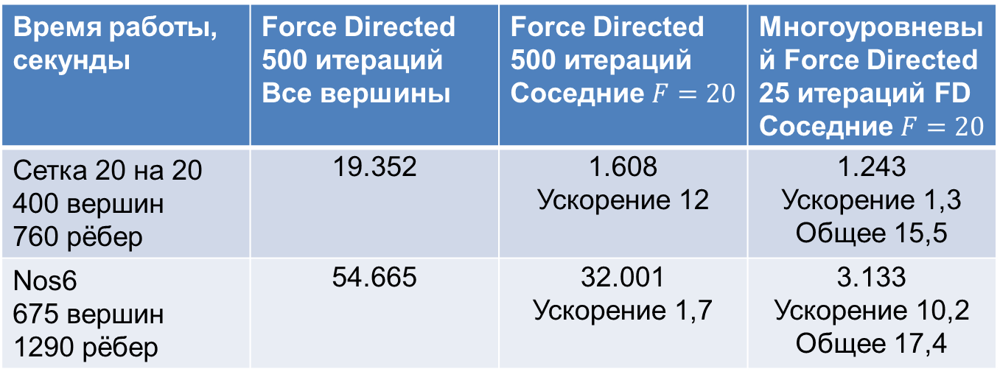 Время работы,
секунды
Force Directed
500 итераций
Все вершины
Force Directed
500 итераций
Соседние F = 20
Многоуровневы
й Force Directed
25 итераций FD
Соседние F = 20
Сетка 20 на 20
400 вершин
760 рёбер
19.352
1.608
Ускорение 12
1.243
Ускорение 1,3
Общее 15,5
Nos6
675 вершин
1290 рёбер
54.665
32.001
Ускорение 1,7
3.133
Ускорение 10,2
Общее 17,4